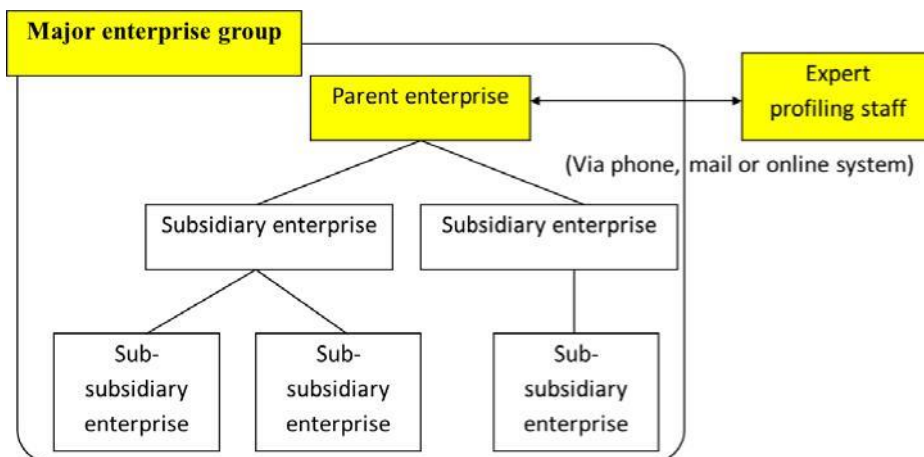 Major enterprise group
Parent enterprise
Expert
profiling staff
(Via phone, mail or online system)
Subsidiary enterprise
Subsidiary enterprise
Sub-
subsidiary
enterprise
Sub-
subsidiary
enterprise
Sub-
subsidiary
enterprise